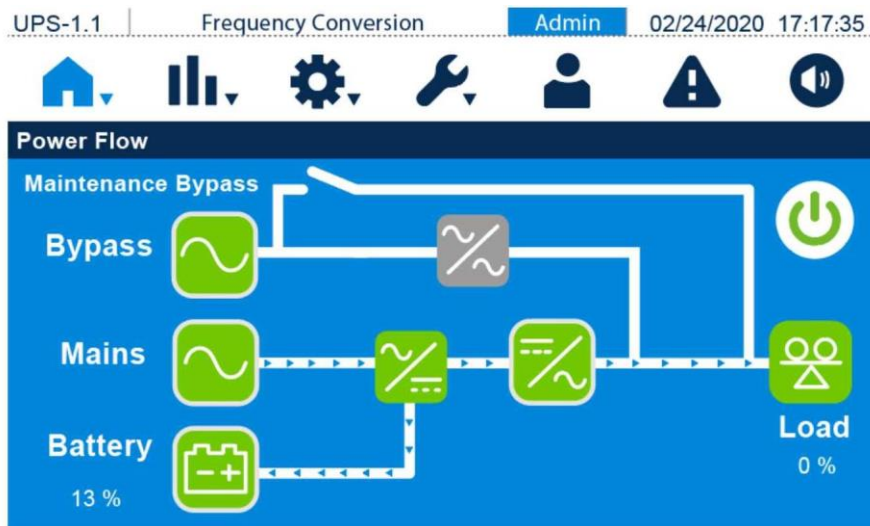 UPS-1.1 Frequency Conversion Admin 02/24/2020 17:17:35
Power Flow
Maintenance Bypass
Bypass
Mains
Battery
13 %
Load
0 %